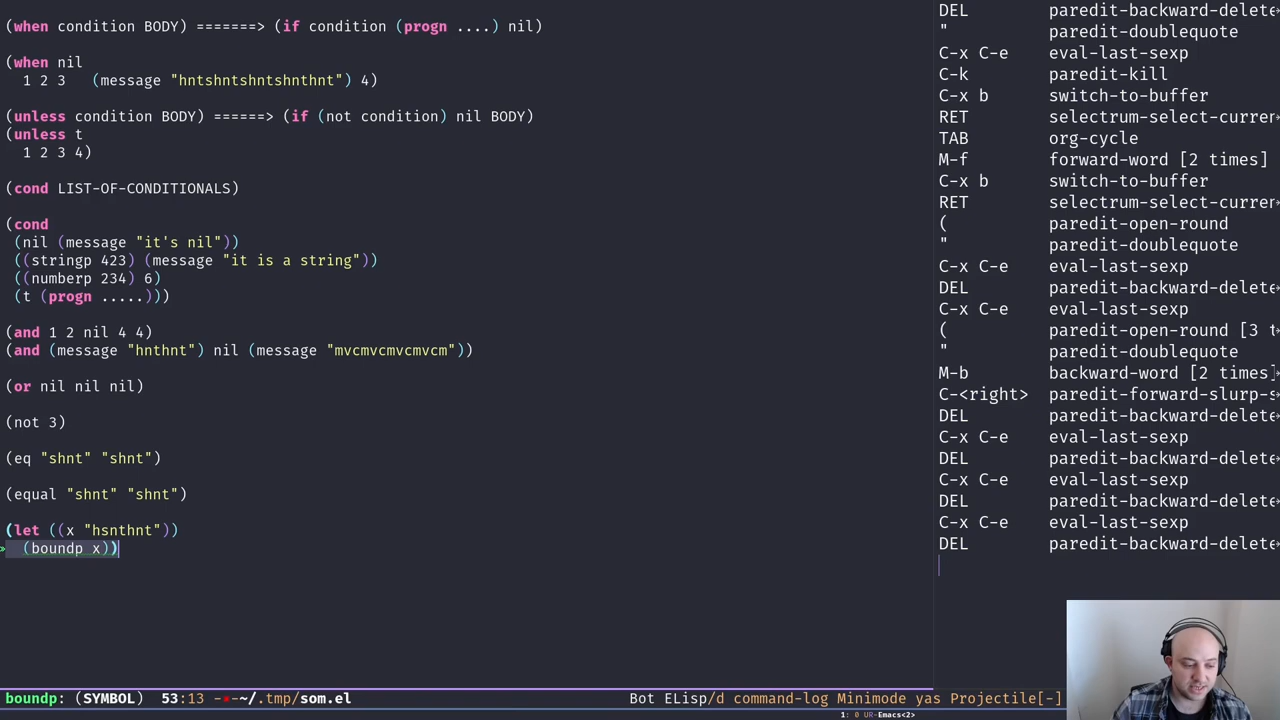 (when condition BODY) =======> (if condition (progn ....) nil)
(when nil
1 2 3 (message "hntshntshntshnthnt") 4)
(unless condition BODY) ======> (if (not condition) nil BODY)
(unless t
1 2 3 4)
(cond LIST-OF-CONDITIONALS)
(cond
(nil (message "it's nil"))
((stringp 423) (message "it is a string"))
((numberp 234) 6)
(t (progn .....)))
(and 1 2 nil 4 4)
(and (message "hnthnt") nil (message "mvcmvcmvcmvcm"))
(or nil nil nil)
(not 3)
(eq "shnt" "shnt")
(equal "shnt" "shnt")
(let ((x "hsnthnt"))
(boundp x))
DEL paredit-backward-delete
" paredit-doublequote
C-x C-e eval-last-sexp
C-k paredit-kill
C-x b switch-to-buffer
RET selectrum-select-curren
TAB org-cycle
M-f forward-word [2 times]
C-x b switch-to-buffer
RET selectrum-select-curren
( paredit-open-round
" paredit-doublequote
C-x C-e eval-last-sexp
DEL paredit-backward-delete
C-x C-e eval-last-sexp
( paredit-open-round [3 t
" paredit-doublequote
M-b backward-word [2 times]
C-<right> paredit-forward-slurp-s
DEL paredit-backward-delete
C-x C-e eval-last-sexp
DEL paredit-backward-delete
C-x C-e eval-last-sexp
DEL paredit-backward-delete
C-x C-e eval-last-sexp
DEL paredit-backward-delete
boundp: (SYMBOL) 53:13 -*-~/.tmp/som.el Bot ELisp/d command-log Minimode yas Projectile[-]
1: 0 UR-Emacs<2>